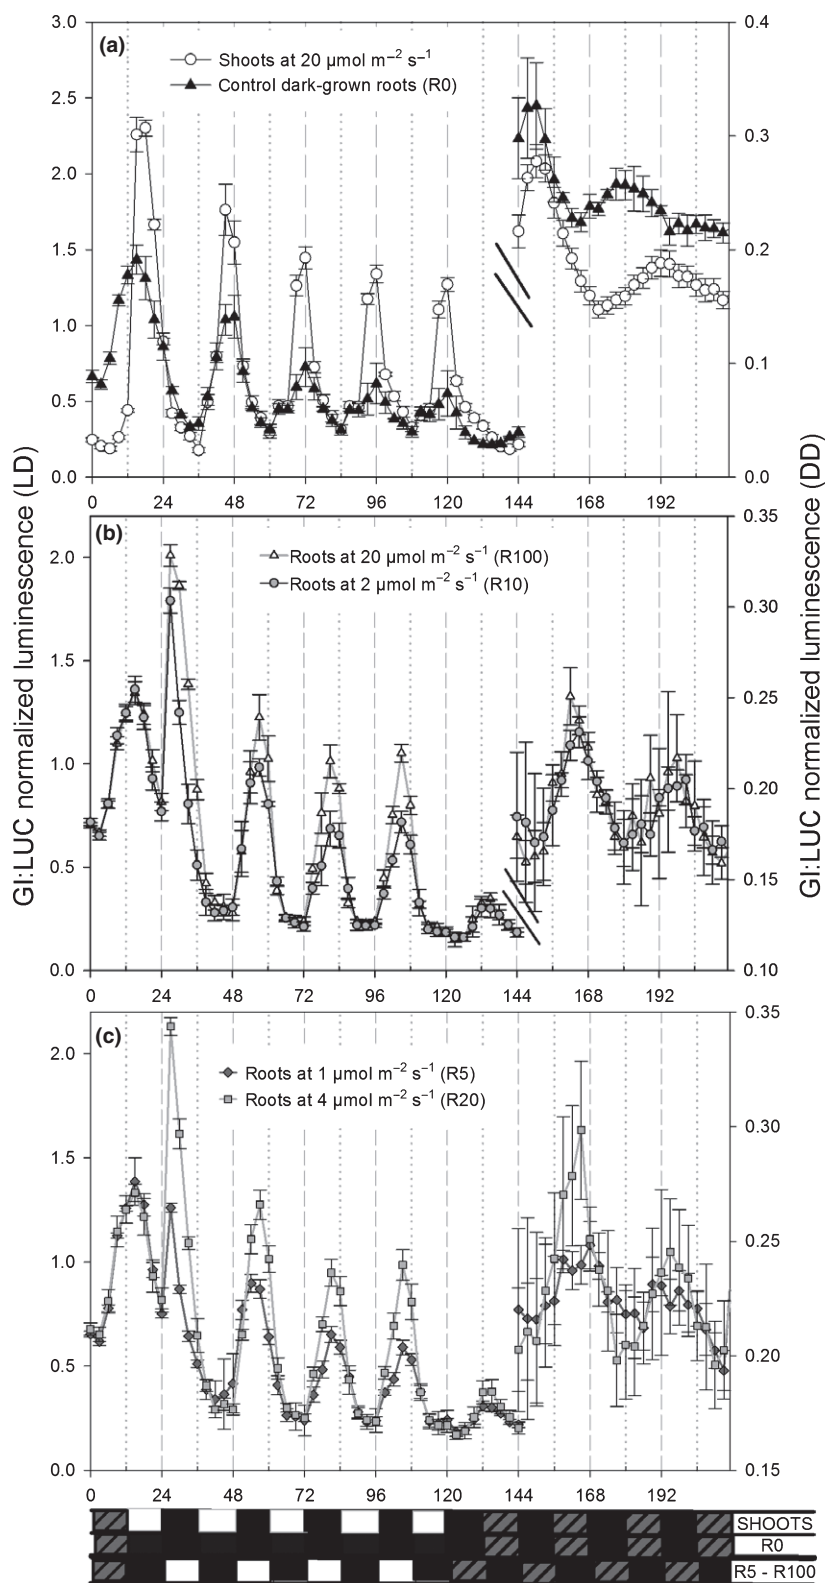 GI:LUC normalized luminescence (LD)
GI:LUC normalized luminescence (DD)
(a)
Shoots at 20 µmol m⁻² s⁻¹
Control dark-grown roots (R0)
3.0
2.5
2.0
1.5
1.0
0.5
0.0
0.4
0.3
0.2
0.1
0.0
0 24 48 72 96 120 144 168 192
(b)
Roots at 20 µmol m⁻² s⁻¹ (R100)
Roots at 2 µmol m⁻² s⁻¹ (R10)
2.0
1.5
1.0
0.5
0.0
0.35
0.30
0.25
0.20
0.15
0.10
0 24 48 72 96 120 144 168 192
(c)
Roots at 1 µmol m⁻² s⁻¹ (R5)
Roots at 4 µmol m⁻² s⁻¹ (R20)
2.0
1.5
1.0
0.5
0.0
0.35
0.30
0.25
0.20
0.15
0 24 48 72 96 120 144 168 192
SHOOTS
R0
R5 - R100